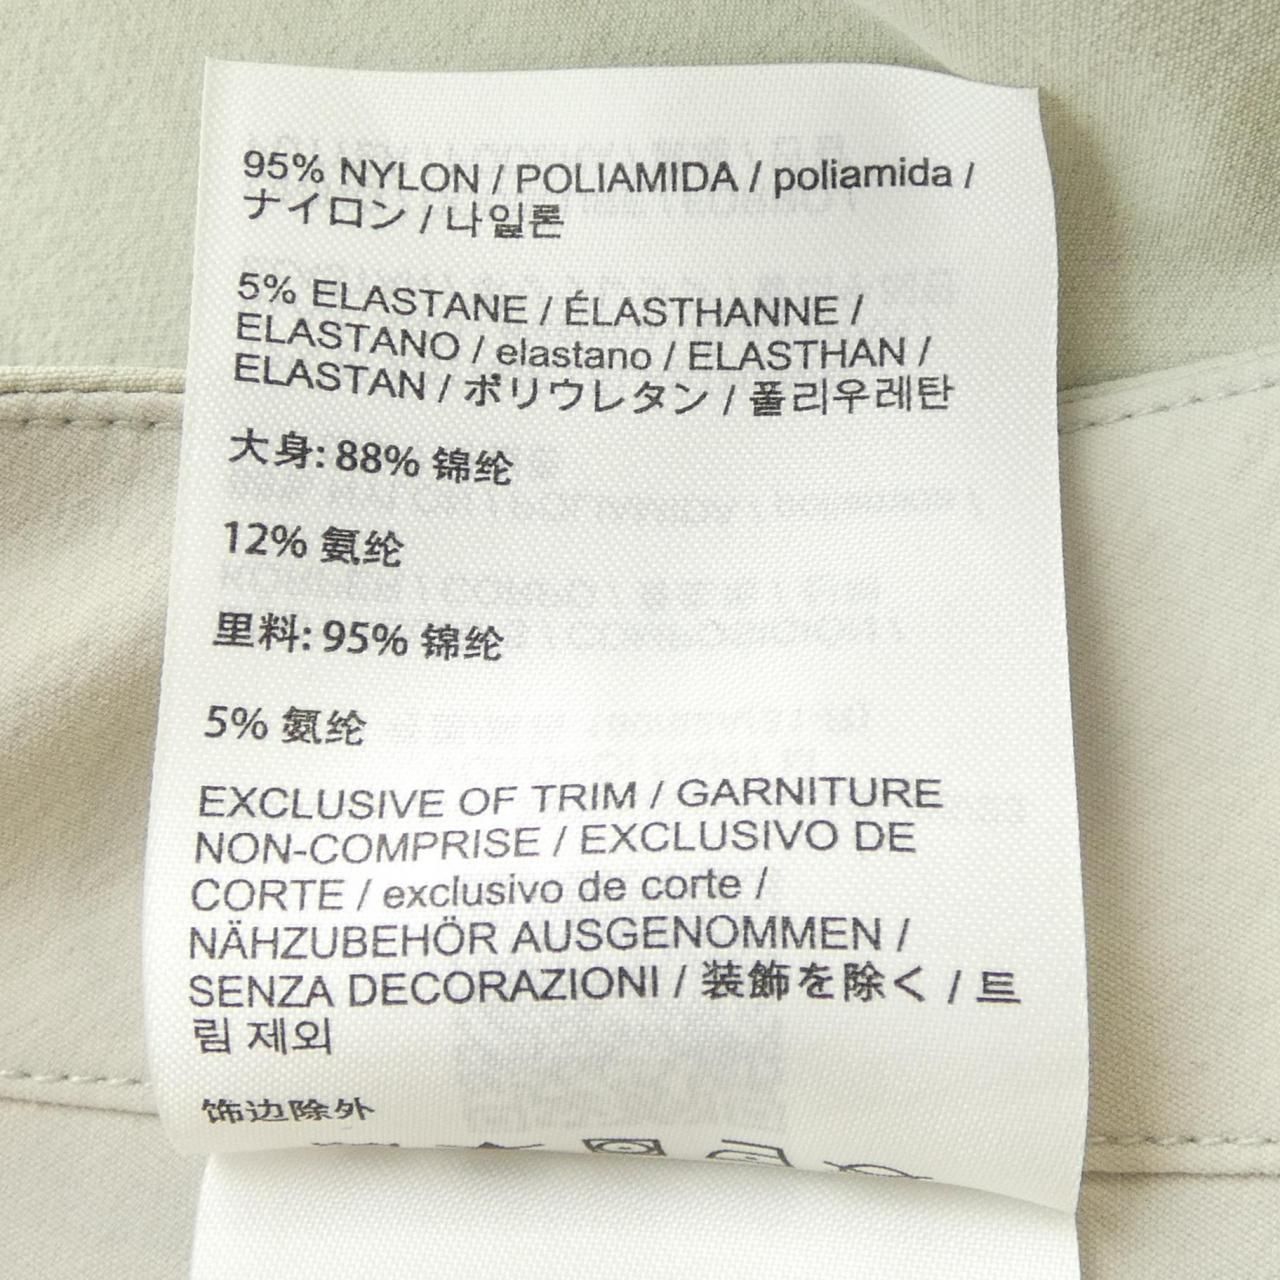 95% NYLON / POLIAMIDA / poliamida /
ナイロン / 나일론
5% ELASTANE / ÉLASTHANNE /
ELASTANO / elastano / ELASTHAN /
ELASTAN / ポリウレタン / 폴리우레탄
大身: 88% 锦纶
12% 氨纶
里料: 95% 锦纶
5% 氨纶
EXCLUSIVE OF TRIM / GARNITURE
NON-COMPRISE / EXCLUSIVO DE
CORTE / exclusivo de corte /
NÄHZUBEHÖR AUSGENOMMEN /
SENZA DECORAZIONI / 装飾を除く / 트
림 제외
饰边除外